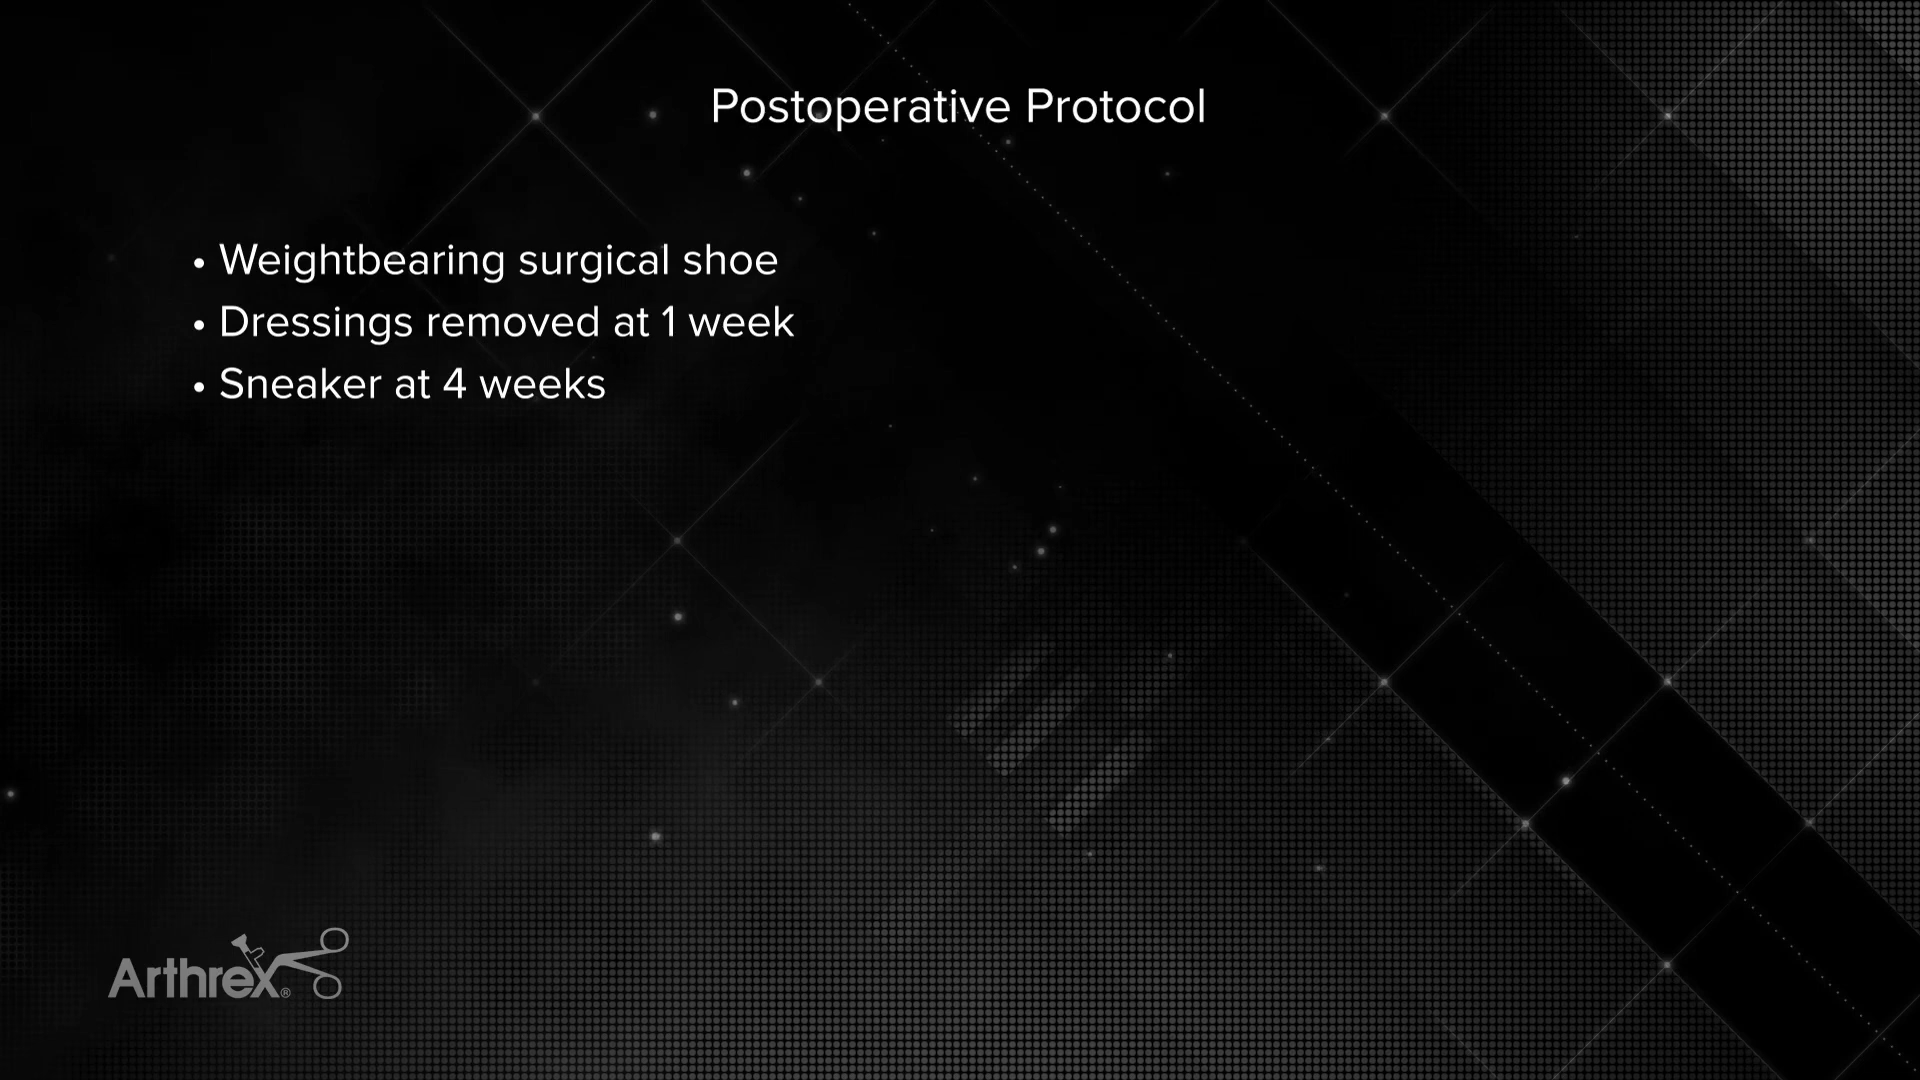 Postoperative Protocol
• Weightbearing surgical shoe
• Dressings removed at 1 week
• Sneaker at 4 weeks
Arthrex®